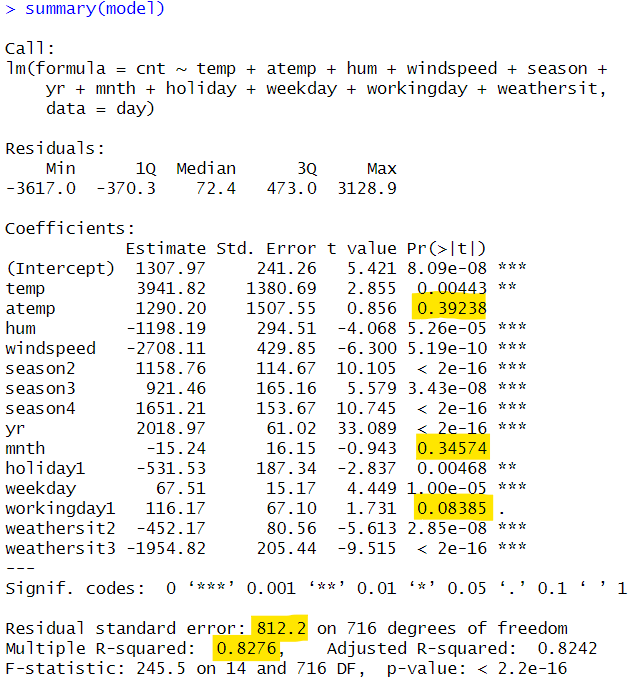 > summary(model)
Call:
lm(formula = cnt ~ temp + atemp + hum + windspeed + season +
    yr + mnth + holiday + weekday + workingday + weathersit,
    data = day)
Residuals:
    Min      1Q  Median      3Q     Max
-3617.0  -370.3    72.4   473.0  3128.9
Coefficients:
            Estimate Std. Error t value Pr(>|t|)
(Intercept)  1307.97     241.26   5.421 8.09e-08 ***
temp         3941.82    1380.69   2.855  0.00443 **
atemp        1290.20    1507.55   0.856  0.39238
hum         -1198.19     294.51  -4.068 5.26e-05 ***
windspeed   -2708.11     429.85  -6.300 5.19e-10 ***
season2      1158.76     114.67  10.105  < 2e-16 ***
season3       921.46     165.16   5.579 3.43e-08 ***
season4      1651.21     153.67  10.745  < 2e-16 ***
yr           2018.97      61.02  33.089  < 2e-16 ***
mnth          -15.24      16.15  -0.943  0.34574
holiday1     -531.53     187.34  -2.837  0.00468 **
weekday        67.51      15.17   4.449 1.00e-05 ***
workingday1   116.17      67.10   1.731  0.08385 .
weathersit2  -452.17      80.56  -5.613 2.85e-08 ***
weathersit3 -1954.82     205.44  -9.515  < 2e-16 ***
---
Signif. codes:  0 ‘***’ 0.001 ‘**’ 0.01 ‘*’ 0.05 ‘.’ 0.1 ‘ ’ 1
Residual standard error: 812.2 on 716 degrees of freedom
Multiple R-squared:  0.8276,    Adjusted R-squared:  0.8242
F-statistic: 245.5 on 14 and 716 DF,  p-value: < 2.2e-16